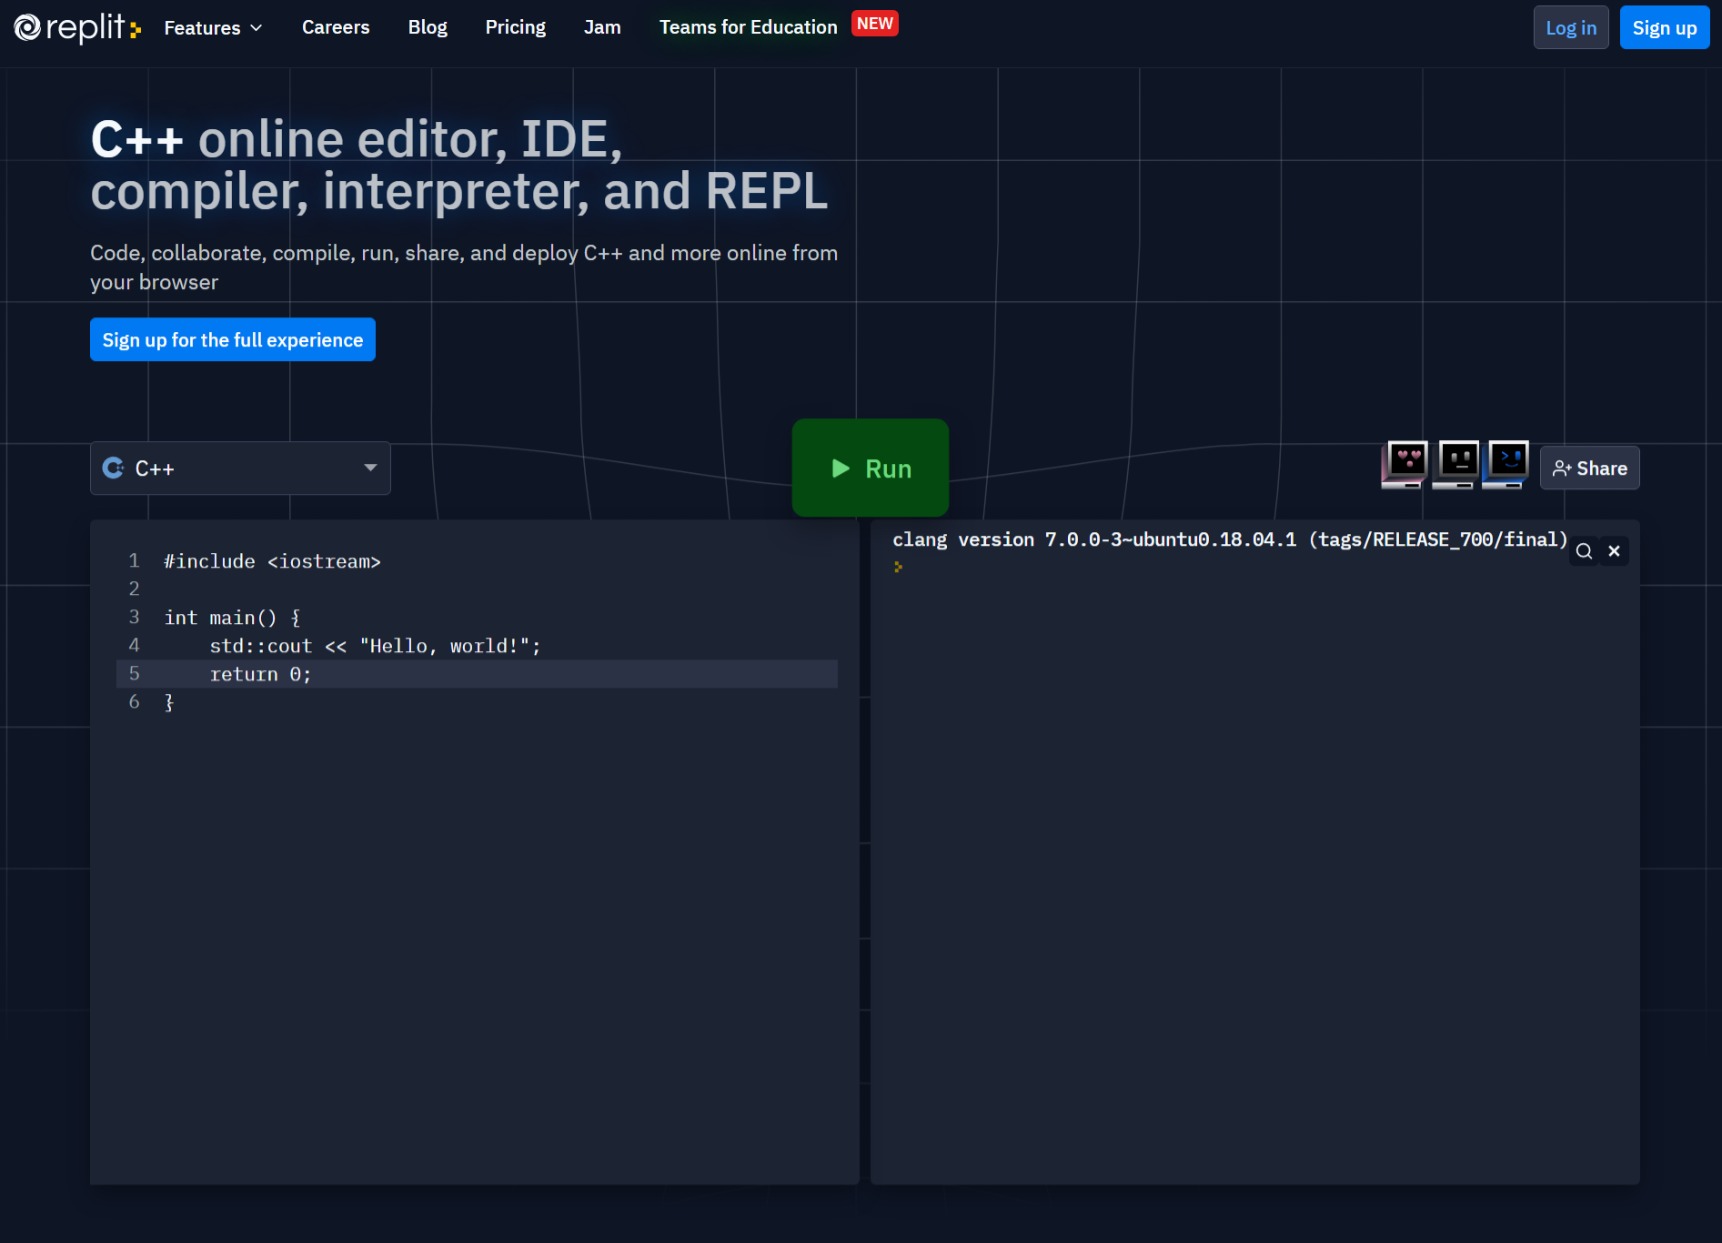 replit
Features
Careers
Blog
Pricing
Jam
Teams for Education
NEW
Log in
Sign up
C++ online editor, IDE,
compiler, interpreter, and REPL
Code, collaborate, compile, run, share, and deploy C++ and more online from
your browser
Sign up for the full experience
C++
Run
Share
1 #include <iostream>
2
3 int main() {
4     std::cout << "Hello, world!";
5     return 0;
6 }
clang version 7.0.0-3~ubuntu0.18.04.1 (tags/RELEASE_700/final)